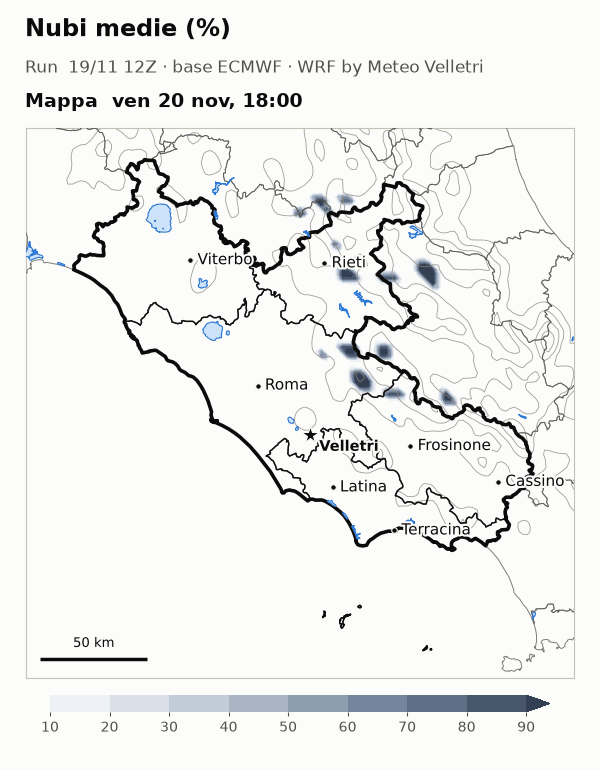 Nubi medie (%)
Run 19/11 12Z · base ECMWF · WRF by Meteo Velletri
Mappa ven 20 nov, 18:00
Viterbo
Rieti
Roma
Velletri
Frosinone
Latina
Cassino
Terracina
50 km
10 20 30 40 50 60 70 80 90